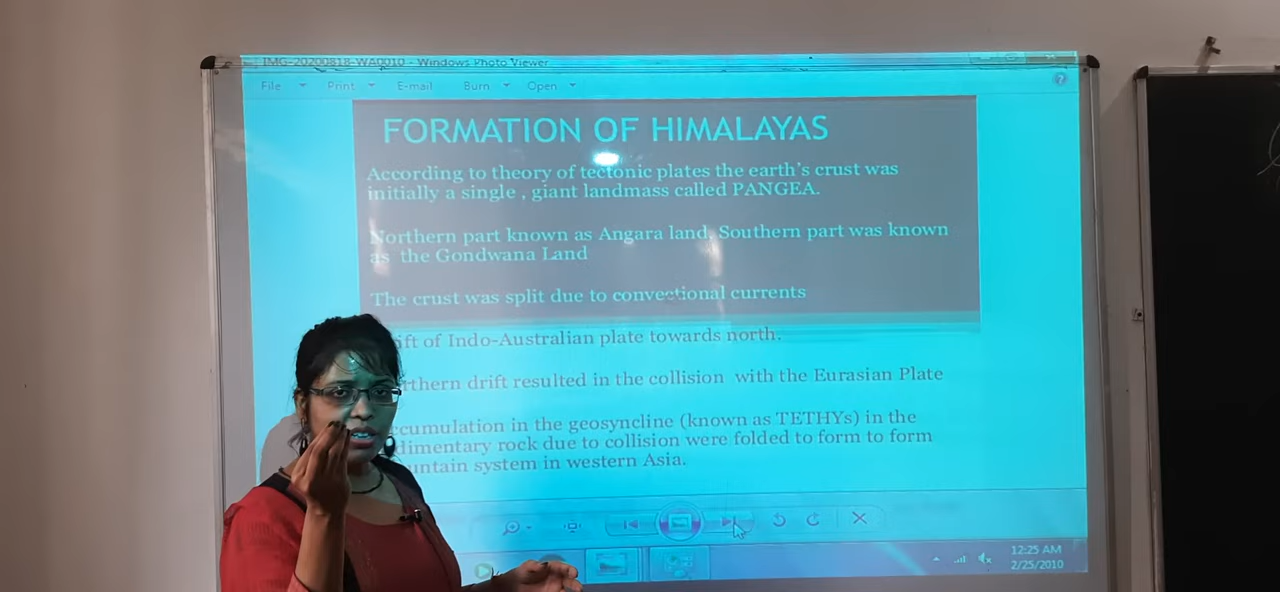 IMG-20200818-WA0010 - Windows Photo Viewer
File Print E-mail Burn Open
FORMATION OF HIMALAYAS
According to theory of tectonic plates the earth's crust was
initially a single , giant landmass called PANGEA.
Northern part known as Angara land. Southern part was known
as the Gondwana Land
The crust was split due to convectional currents
ift of Indo-Australian plate towards north.
rthern drift resulted in the collision with the Eurasian Plate
ccumulation in the geosyncline (known as TETHYs) in the
limentary rock due to collision were folded to form to form
untain system in western Asia.
12:25 AM
2/25/2010